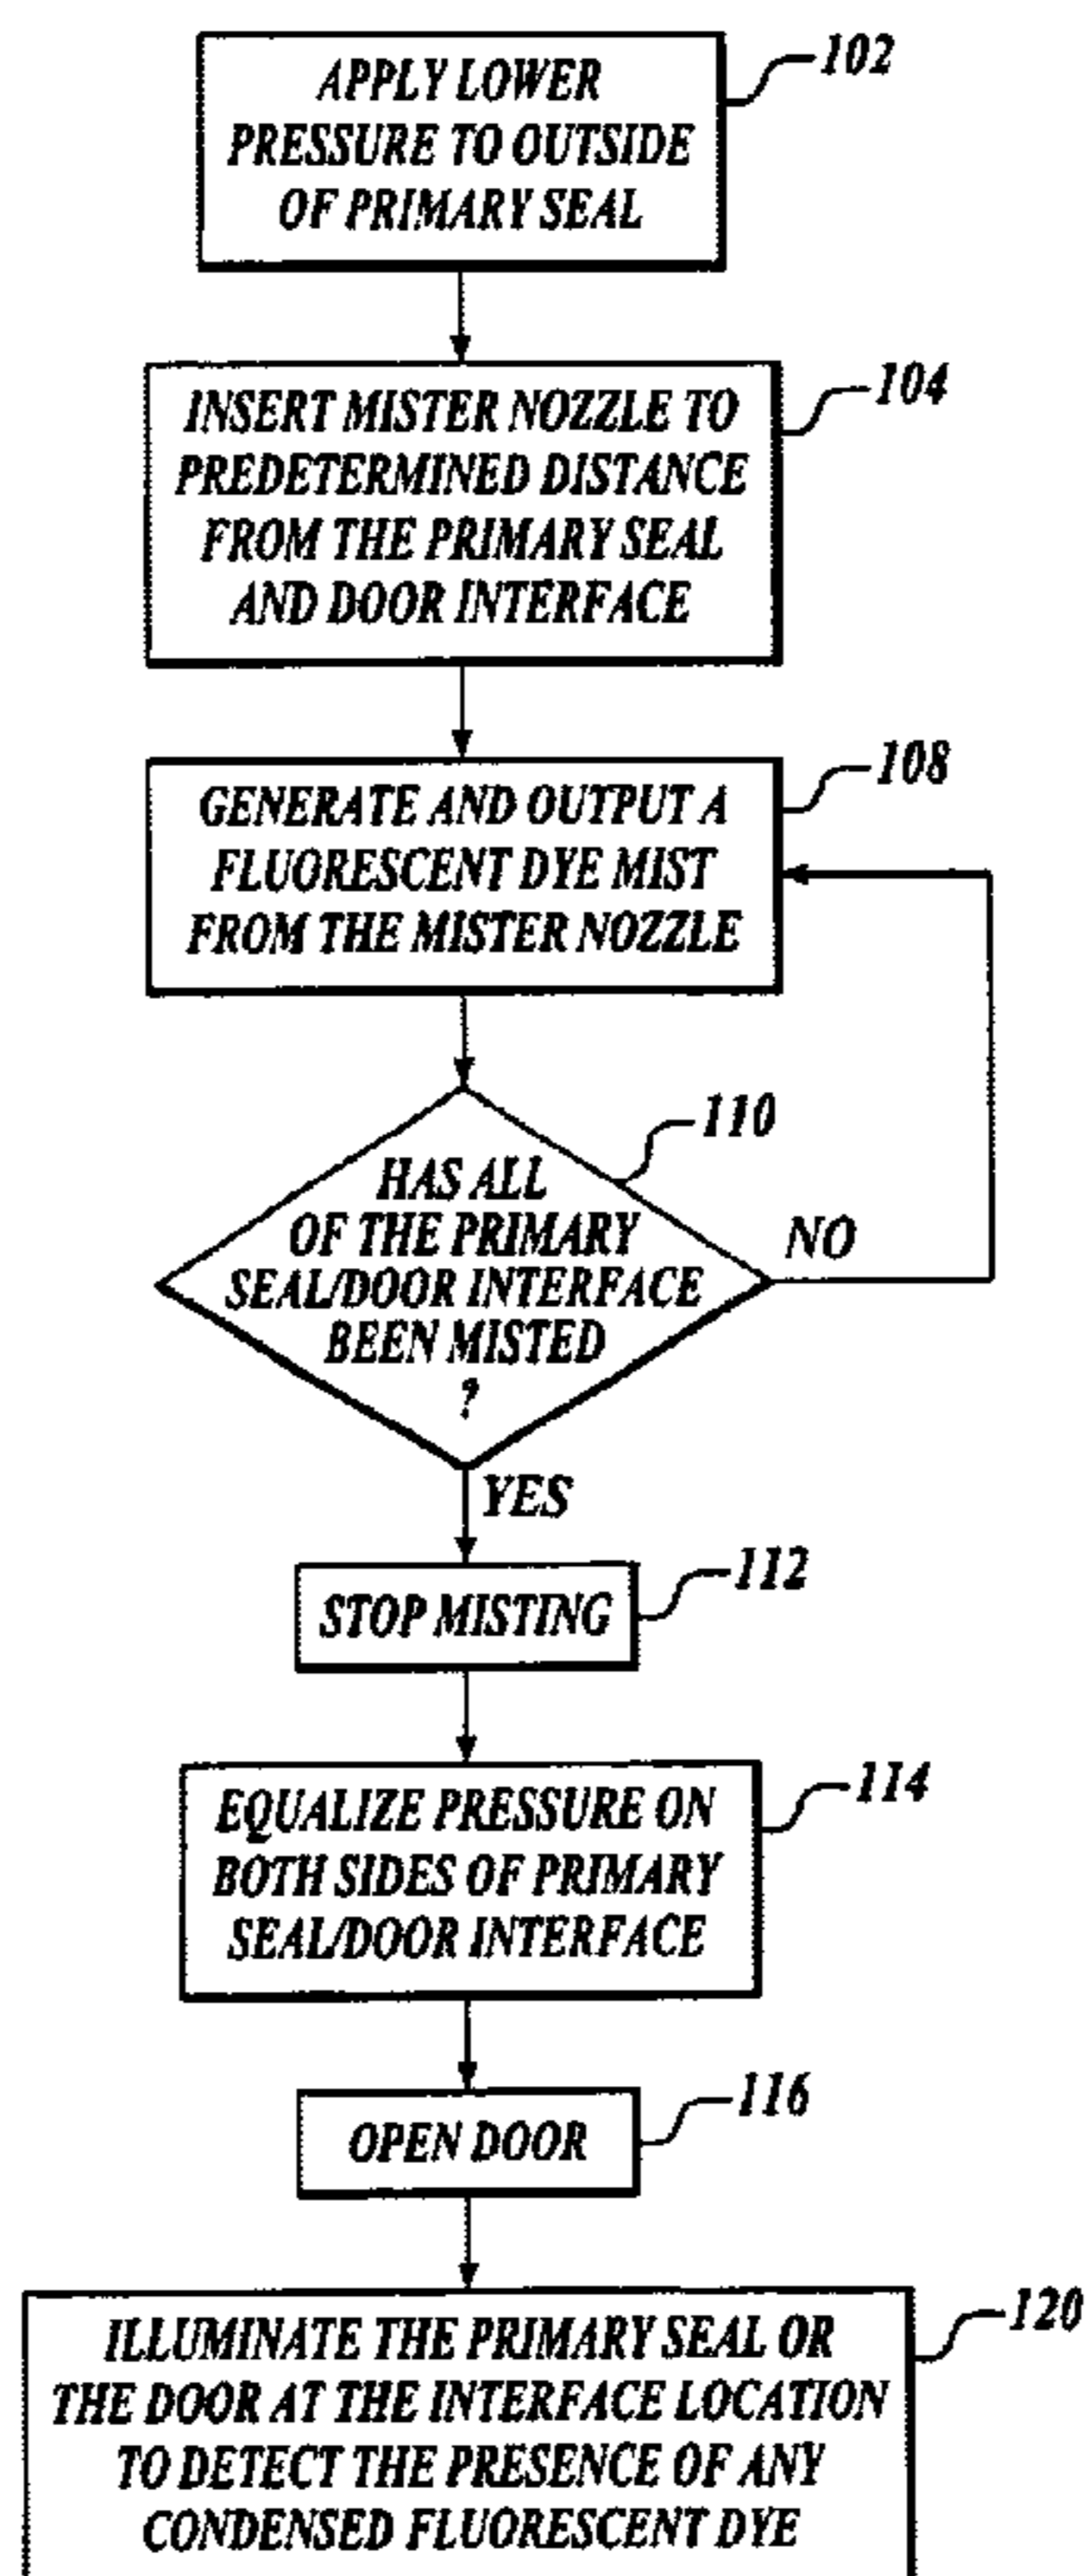 102
APPLY LOWER
PRESSURE TO OUTSIDE
OF PRIMARY SEAL
104
INSERT MISTER NOZZLE TO
PREDETERMINED DISTANCE
FROM THE PRIMARY SEAL
AND DOOR INTERFACE
108
GENERATE AND OUTPUT A
FLUORESCENT DYE MIST
FROM THE MISTER NOZZLE
110
HAS ALL
OF THE PRIMARY
SEAL/DOOR INTERFACE
BEEN MISTED
?
NO
YES
112
STOP MISTING
114
EQUALIZE PRESSURE ON
BOTH SIDES OF PRIMARY
SEAL/DOOR INTERFACE
116
OPEN DOOR
120
ILLUMINATE THE PRIMARY SEAL OR
THE DOOR AT THE INTERFACE LOCATION
TO DETECT THE PRESENCE OF ANY
CONDENSED FLUORESCENT DYE